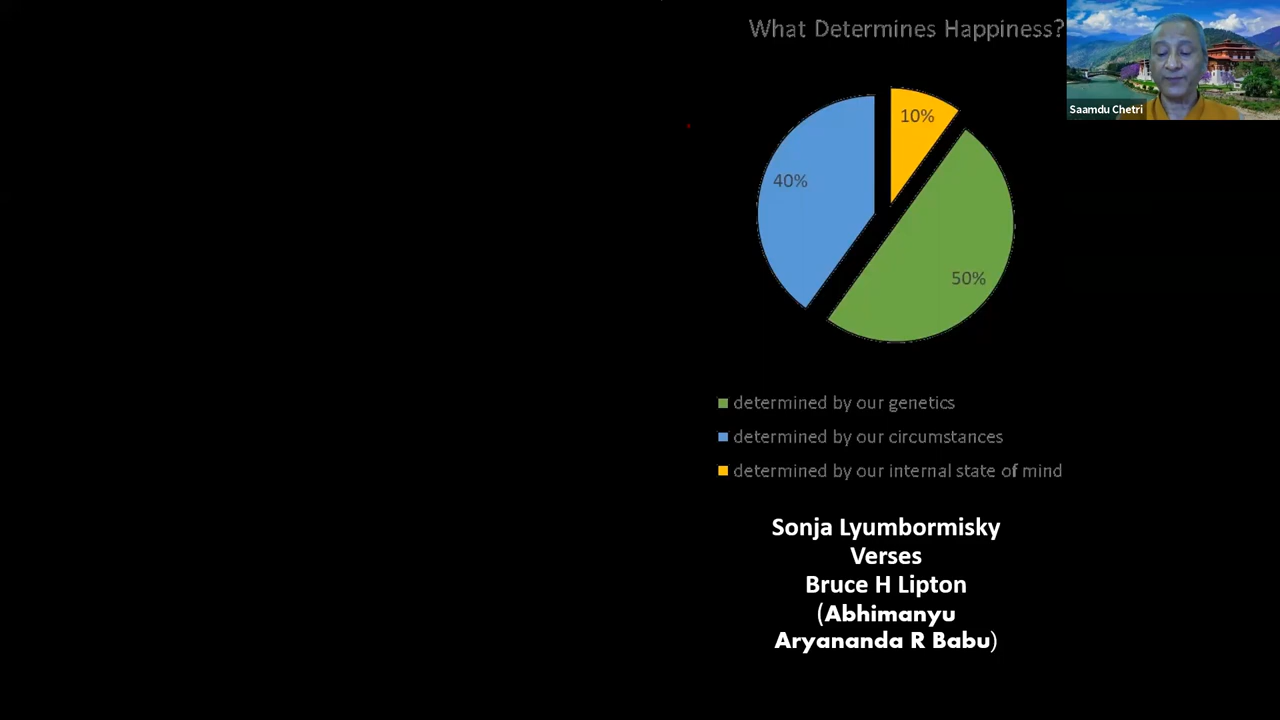 What Determines Happiness?
Saamdu Chetri
10%
40%
50%
determined by our genetics
determined by our circumstances
determined by our internal state of mind
Sonja Lyumbormisky
Verses
Bruce H Lipton
(Abhimanyu
Aryananda R Babu)